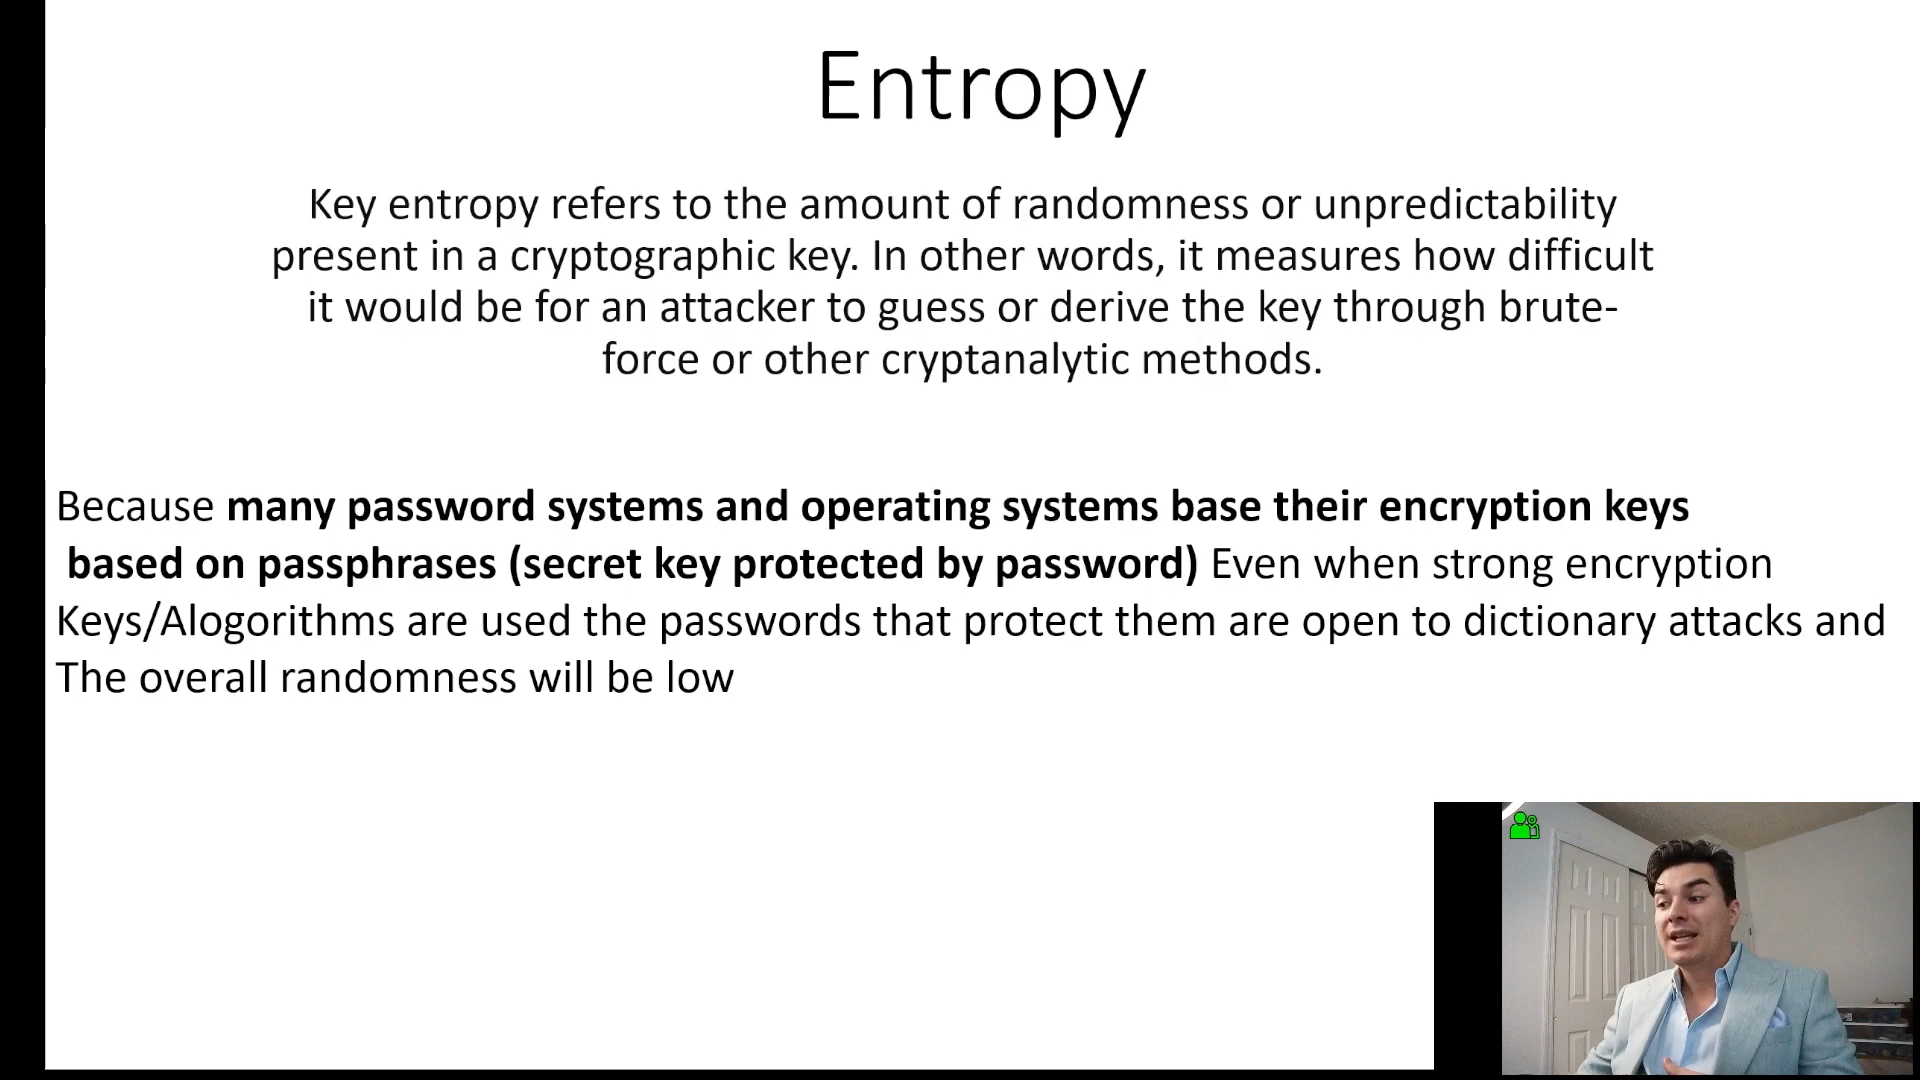 Entropy
Key entropy refers to the amount of randomness or unpredictability
present in a cryptographic key. In other words, it measures how difficult
it would be for an attacker to guess or derive the key through brute-
force or other cryptanalytic methods.
Because many password systems and operating systems base their encryption keys
based on passphrases (secret key protected by password) Even when strong encryption
Keys/Alogorithms are used the passwords that protect them are open to dictionary attacks and
The overall randomness will be low